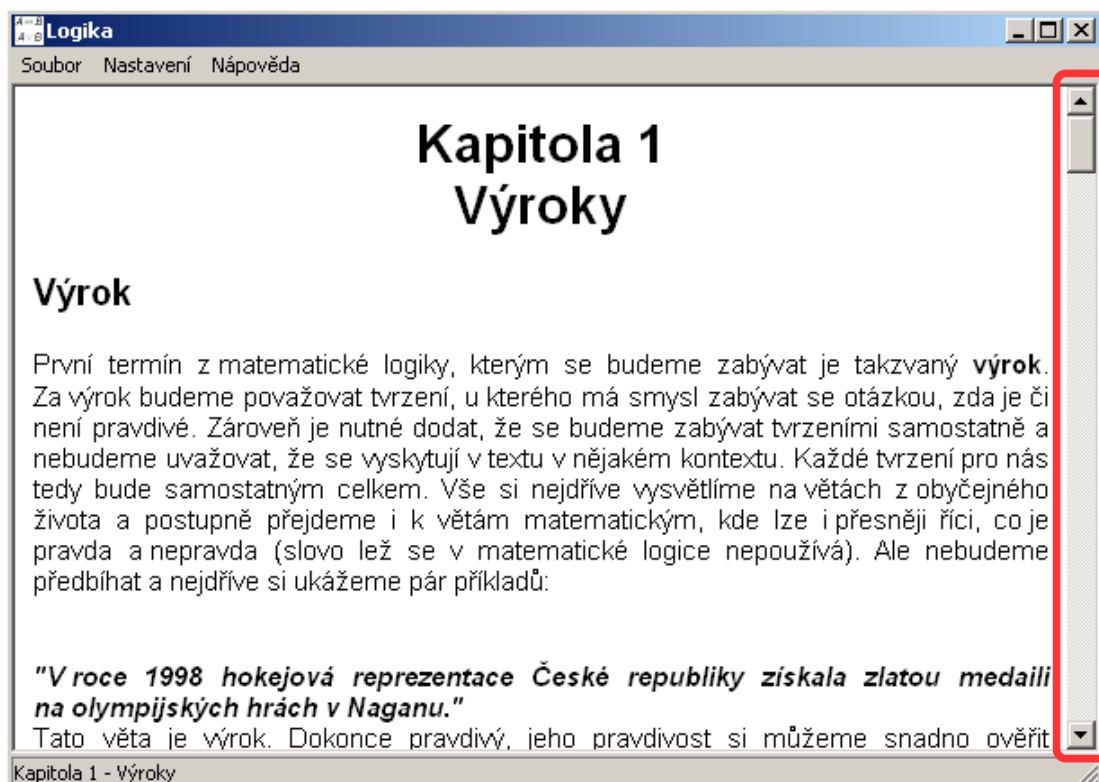 A⇔B
A∨B
Logika
Soubor Nastavení Nápověda
Kapitola 1
Výroky
Výrok
První termín z matematické logiky, kterým se budeme zabývat je takzvaný výrok.
Za výrok budeme považovat tvrzení, u kterého má smysl zabývat se otázkou, zda je či
není pravdivé. Zároveň je nutné dodat, že se budeme zabývat tvrzeními samostatně a
nebudeme uvažovat, že se vyskytují v textu v nějakém kontextu. Každé tvrzení pro nás
tedy bude samostatným celkem. Vše si nejdříve vysvětlíme na větách z obyčejného
života a postupně přejdeme i k větám matematickým, kde lze i přesněji říci, co je
pravda a nepravda (slovo lež se v matematické logice nepoužívá). Ale nebudeme
předbíhat a nejdříve si ukážeme pár příkladů:
"V roce 1998 hokejová reprezentace České republiky získala zlatou medaili
na olympijských hrách v Naganu."
Tato věta je výrok. Dokonce pravdivý, jeho pravdivost si můžeme snadno ověřit
Kapitola 1 - Výroky